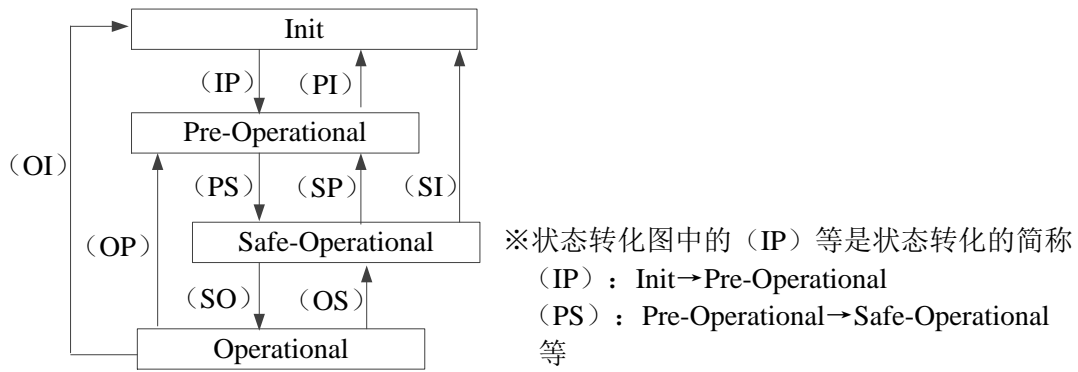 Init
（IP） （PI）
Pre-Operational
（OI） （PS） （SP） （SI）
（OP） Safe-Operational
（SO） （OS）
Operational
※状态转化图中的（IP）等是状态转化的简称
（IP）：Init→Pre-Operational
（PS）：Pre-Operational→Safe-Operational
等